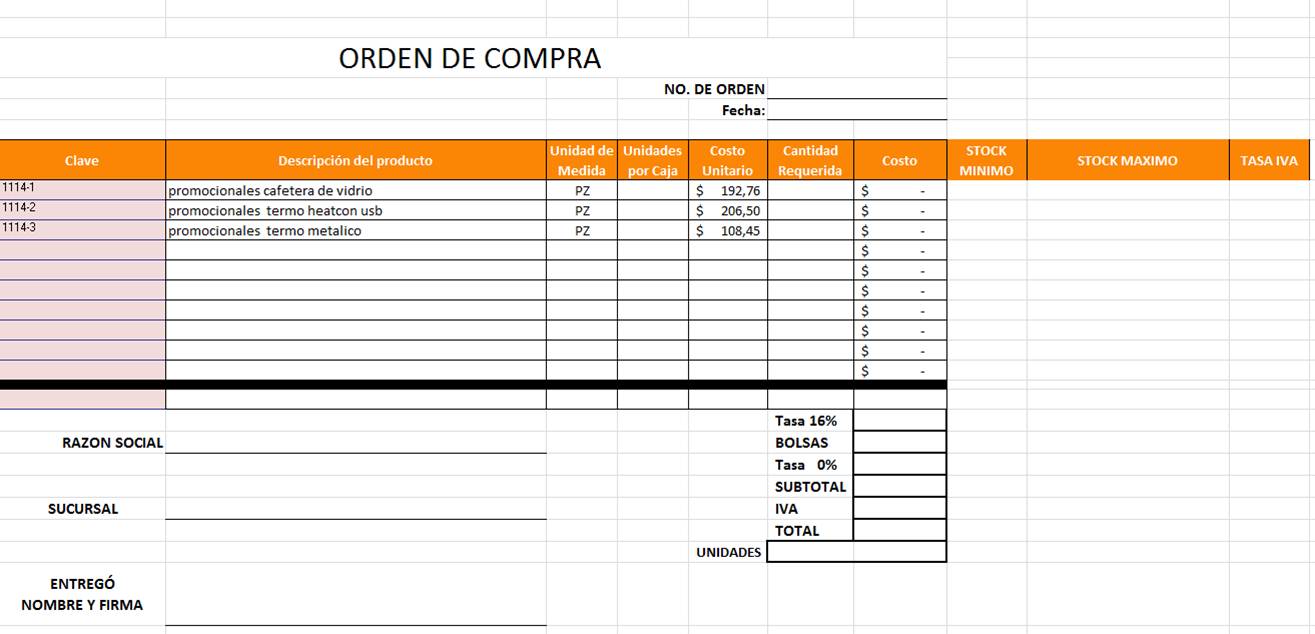 ORDEN DE COMPRA
NO. DE ORDEN
Fecha:
Clave Descripción del producto Unidad de Medida Unidades por Caja Costo Unitario Cantidad Requerida Costo STOCK MINIMO STOCK MAXIMO TASA IVA
1114-1 promocionales cafetera de vidrio PZ $ 192,76 $ -
1114-2 promocionales termo heatcon usb PZ $ 206,50 $ -
1114-3 promocionales termo metalico PZ $ 108,45 $ -
$ -
$ -
$ -
$ -
$ -
$ -
$ -
Tasa 16%
RAZON SOCIAL BOLSAS
Tasa 0%
SUBTOTAL
SUCURSAL IVA
TOTAL
UNIDADES
ENTREGÓ
NOMBRE Y FIRMA